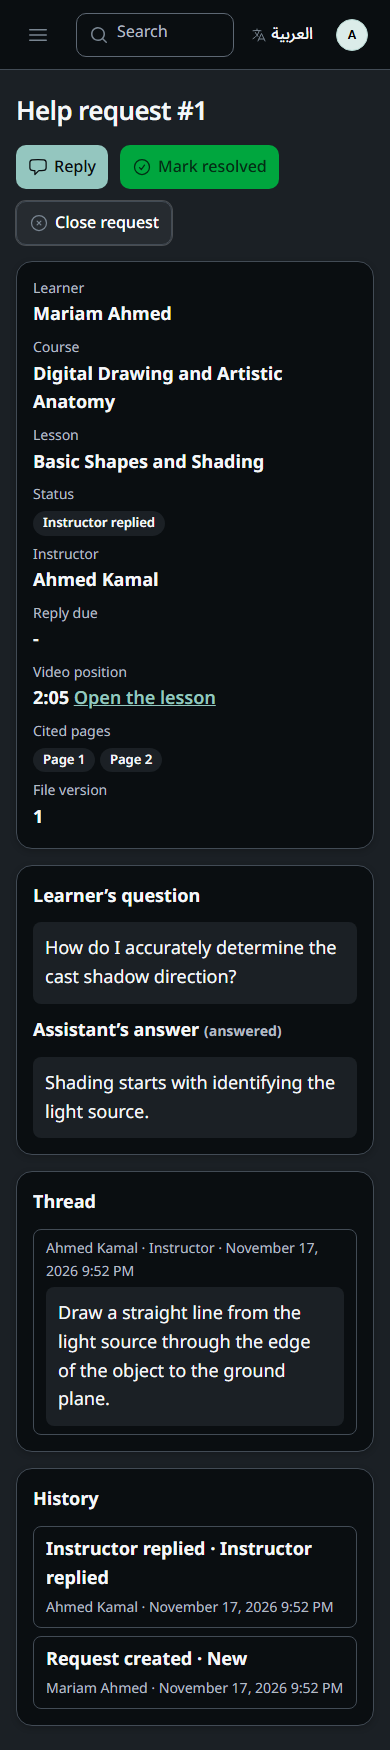 Search
العربية
A
Help request #1
Reply
Mark resolved
Close request
Learner
Mariam Ahmed
Course
Digital Drawing and Artistic
Anatomy
Lesson
Basic Shapes and Shading
Status
Instructor replied
Instructor
Ahmed Kamal
Reply due
-
Video position
2:05 Open the lesson
Cited pages
Page 1 Page 2
File version
1
Learner’s question
How do I accurately determine the
cast shadow direction?
Assistant’s answer (answered)
Shading starts with identifying the
light source.
Thread
Ahmed Kamal · Instructor · November 17,
2026 9:52 PM
Draw a straight line from the
light source through the edge
of the object to the ground
plane.
History
Instructor replied · Instructor
replied
Ahmed Kamal · November 17, 2026 9:52 PM
Request created · New
Mariam Ahmed · November 17, 2026 9:52 PM